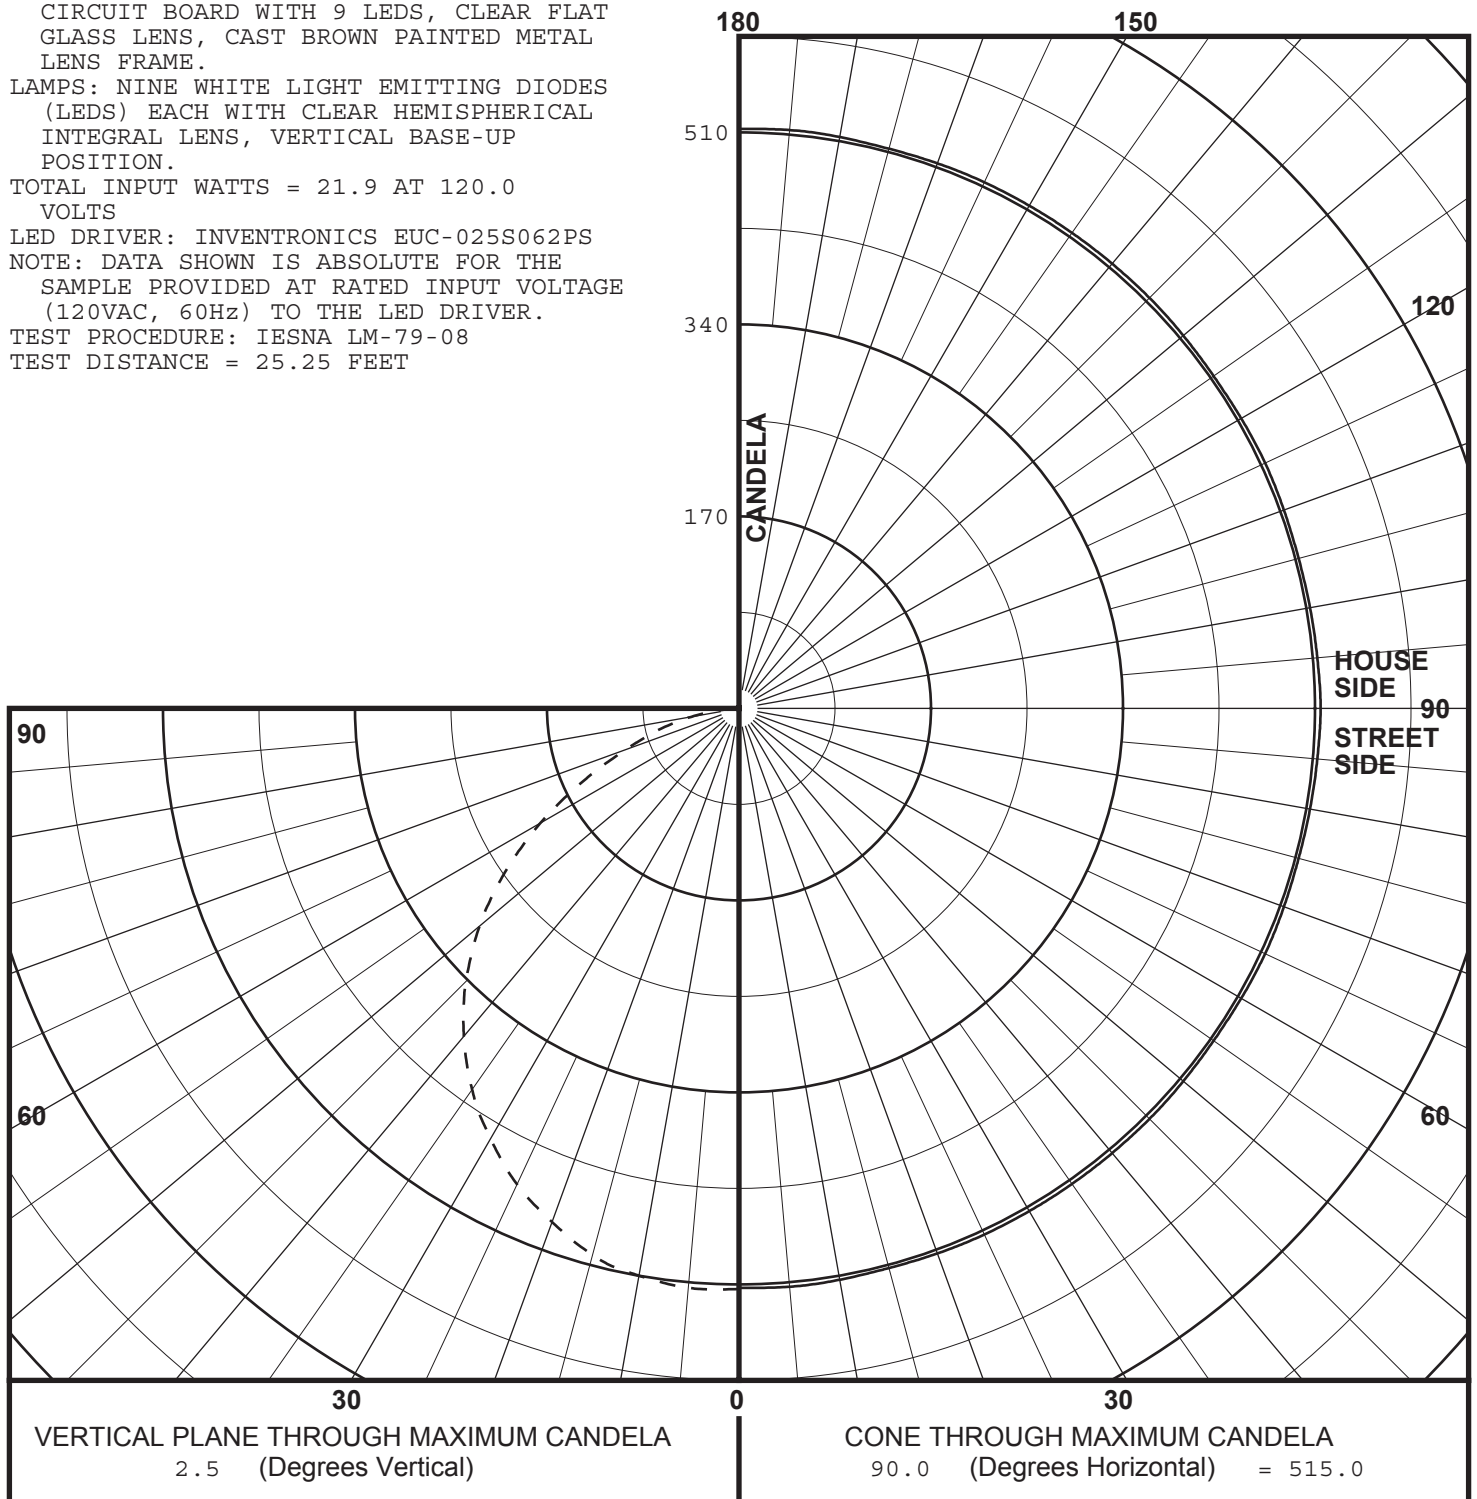 CIRCUIT BOARD WITH 9 LEDS, CLEAR FLAT
GLASS LENS, CAST BROWN PAINTED METAL
LENS FRAME.
LAMPS: NINE WHITE LIGHT EMITTING DIODES
(LEDS) EACH WITH CLEAR HEMISPHERICAL
INTEGRAL LENS, VERTICAL BASE-UP
POSITION.
TOTAL INPUT WATTS = 21.9 AT 120.0
VOLTS
LED DRIVER: INVENTRONICS EUC-025S062PS
NOTE: DATA SHOWN IS ABSOLUTE FOR THE
SAMPLE PROVIDED AT RATED INPUT VOLTAGE
(120VAC, 60Hz) TO THE LED DRIVER.
TEST PROCEDURE: IESNA LM-79-08
TEST DISTANCE = 25.25 FEET
180
150
510
120
340
CANDELA
170
HOUSE
SIDE
90
90
STREET
SIDE
60
60
30
0
30
VERTICAL PLANE THROUGH MAXIMUM CANDELA
2.5 (Degrees Vertical)
CONE THROUGH MAXIMUM CANDELA
90.0 (Degrees Horizontal) = 515.0